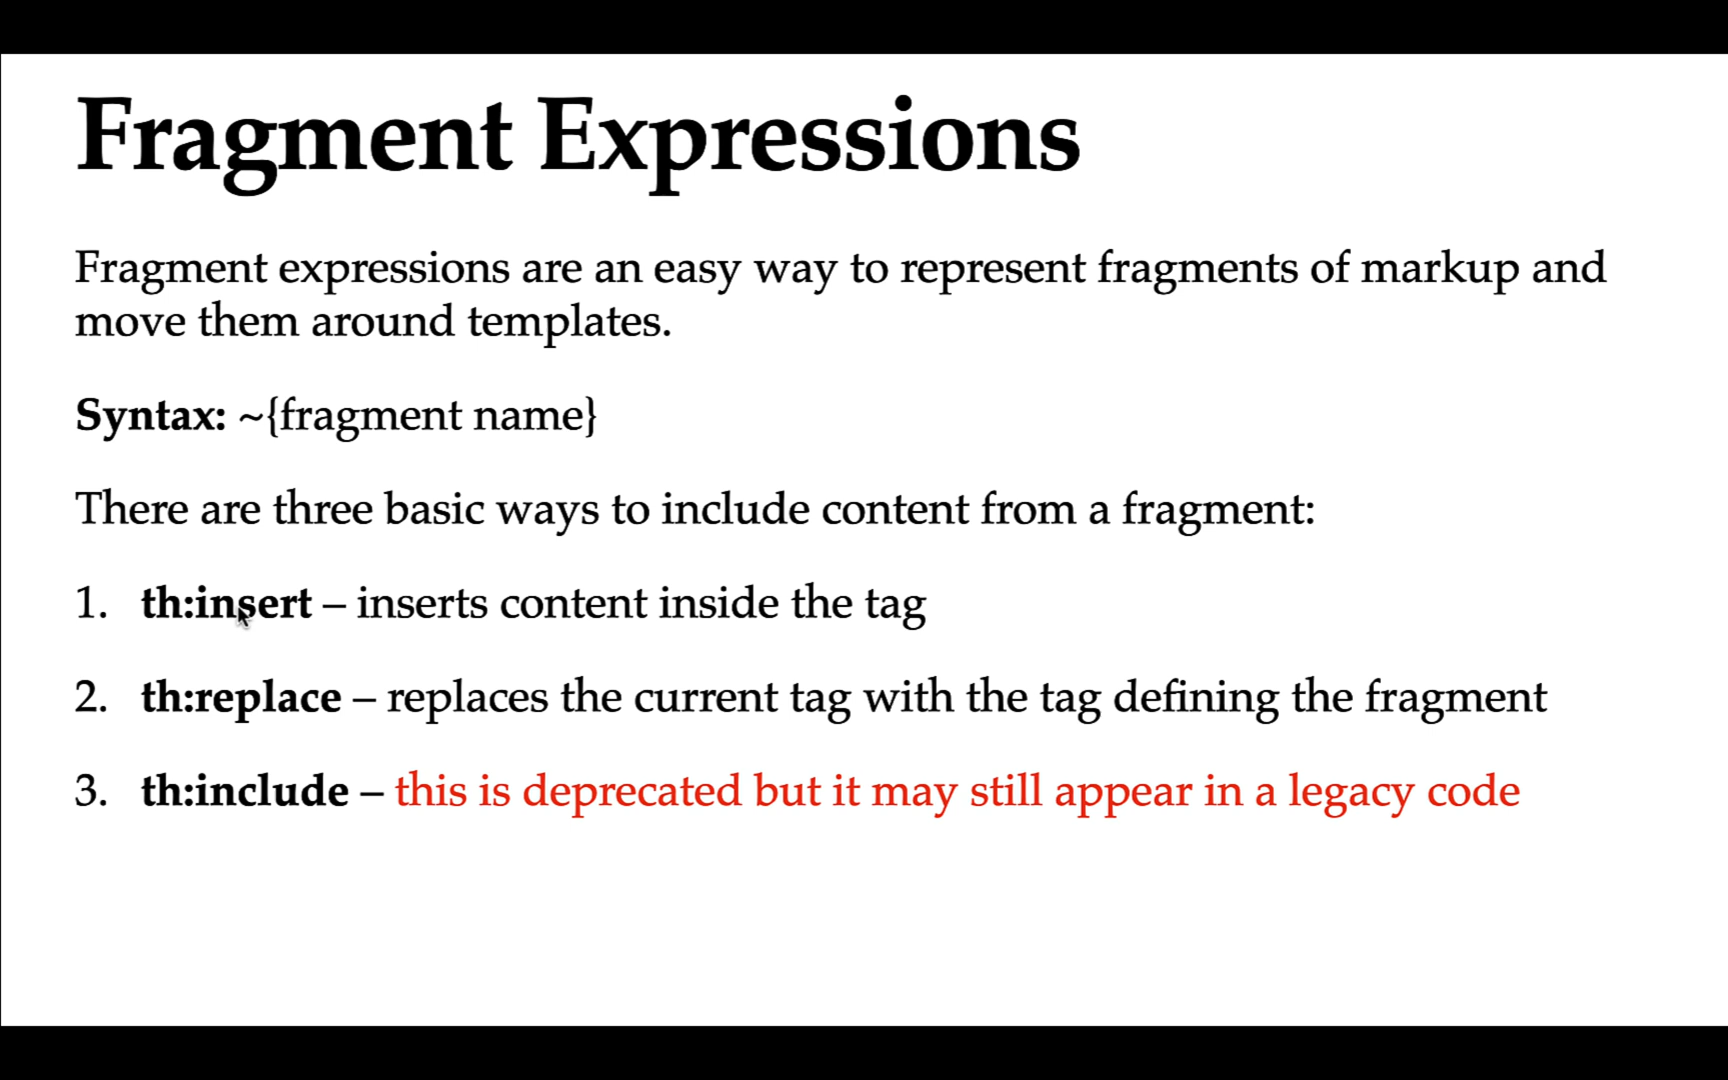 Fragment Expressions
Fragment expressions are an easy way to represent fragments of markup and
move them around templates.
Syntax: ~{fragment name}
There are three basic ways to include content from a fragment:
1. th:insert – inserts content inside the tag
2. th:replace – replaces the current tag with the tag defining the fragment
3. th:include – this is deprecated but it may still appear in a legacy code